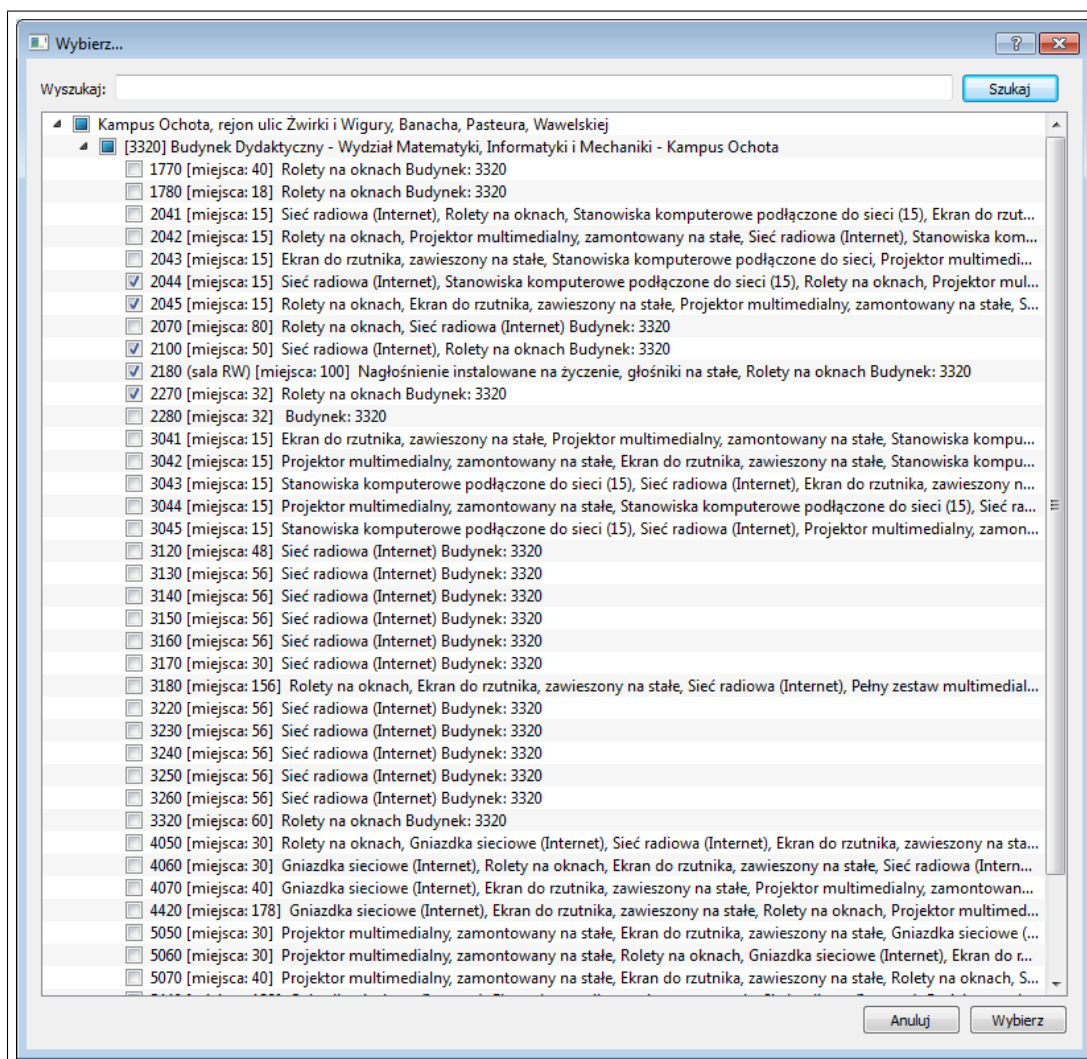 Wybierz...
Wyszukaj:
Szukaj
Kampus Ochota, rejon ulic Żwirki i Wigury, Banacha, Pasteura, Wawelskiej
[3320] Budynek Dydaktyczny - Wydział Matematyki, Informatyki i Mechaniki - Kampus Ochota
1770 [miejsca: 40] Rolety na oknach Budynek: 3320
1780 [miejsca: 18] Rolety na oknach Budynek: 3320
2041 [miejsca: 15] Sieć radiowa (Internet), Rolety na oknach, Stanowiska komputerowe podłączone do sieci (15), Ekran do rzut...
2042 [miejsca: 15] Rolety na oknach, Projektor multimedialny, zamontowany na stałe, Sieć radiowa (Internet), Stanowiska kom...
2043 [miejsca: 15] Ekran do rzutnika, zawieszony na stałe, Stanowiska komputerowe podłączone do sieci, Projektor multimedi...
2044 [miejsca: 15] Sieć radiowa (Internet), Stanowiska komputerowe podłączone do sieci (15), Rolety na oknach, Projektor mul...
2045 [miejsca: 15] Rolety na oknach, Ekran do rzutnika, zawieszony na stałe, Projektor multimedialny, zamontowany na stałe, S...
2070 [miejsca: 80] Rolety na oknach, Sieć radiowa (Internet) Budynek: 3320
2100 [miejsca: 50] Sieć radiowa (Internet), Rolety na oknach Budynek: 3320
2180 (sala RW) [miejsca: 100] Nagłośnienie instalowane na życzenie, głośniki na stałe, Rolety na oknach Budynek: 3320
2270 [miejsca: 32] Rolety na oknach Budynek: 3320
2280 [miejsca: 32] Budynek: 3320
3041 [miejsca: 15] Ekran do rzutnika, zawieszony na stałe, Projektor multimedialny, zamontowany na stałe, Stanowiska kompu...
3042 [miejsca: 15] Projektor multimedialny, zamontowany na stałe, Ekran do rzutnika, zawieszony na stałe, Stanowiska kompu...
3043 [miejsca: 15] Stanowiska komputerowe podłączone do sieci (15), Sieć radiowa (Internet), Ekran do rzutnika, zawieszony n...
3044 [miejsca: 15] Projektor multimedialny, zamontowany na stałe, Stanowiska komputerowe podłączone do sieci (15), Sieć ra...
3045 [miejsca: 15] Stanowiska komputerowe podłączone do sieci (15), Sieć radiowa (Internet), Projektor multimedialny, zamon...
3120 [miejsca: 48] Sieć radiowa (Internet) Budynek: 3320
3130 [miejsca: 56] Sieć radiowa (Internet) Budynek: 3320
3140 [miejsca: 56] Sieć radiowa (Internet) Budynek: 3320
3150 [miejsca: 56] Sieć radiowa (Internet) Budynek: 3320
3160 [miejsca: 56] Sieć radiowa (Internet) Budynek: 3320
3170 [miejsca: 30] Sieć radiowa (Internet) Budynek: 3320
3180 [miejsca: 156] Rolety na oknach, Ekran do rzutnika, zawieszony na stałe, Sieć radiowa (Internet), Pełny zestaw multimedial...
3220 [miejsca: 56] Sieć radiowa (Internet) Budynek: 3320
3230 [miejsca: 56] Sieć radiowa (Internet) Budynek: 3320
3240 [miejsca: 56] Sieć radiowa (Internet) Budynek: 3320
3250 [miejsca: 56] Sieć radiowa (Internet) Budynek: 3320
3260 [miejsca: 56] Sieć radiowa (Internet) Budynek: 3320
3320 [miejsca: 60] Rolety na oknach Budynek: 3320
4050 [miejsca: 30] Rolety na oknach, Gniazdka sieciowe (Internet), Sieć radiowa (Internet), Ekran do rzutnika, zawieszony na sta...
4060 [miejsca: 30] Gniazdka sieciowe (Internet), Rolety na oknach, Ekran do rzutnika, zawieszony na stałe, Sieć radiowa (Intern...
4070 [miejsca: 40] Gniazdka sieciowe (Internet), Ekran do rzutnika, zawieszony na stałe, Projektor multimedialny, zamontowan...
4420 [miejsca: 178] Gniazdka sieciowe (Internet), Ekran do rzutnika, zawieszony na stałe, Rolety na oknach, Projektor multimed...
5050 [miejsca: 30] Projektor multimedialny, zamontowany na stałe, Ekran do rzutnika, zawieszony na stałe, Gniazdka sieciowe (...
5060 [miejsca: 30] Projektor multimedialny, zamontowany na stałe, Rolety na oknach, Gniazdka sieciowe (Internet), Ekran do r...
5070 [miejsca: 40] Projektor multimedialny, zamontowany na stałe, Ekran do rzutnika, zawieszony na stałe, Rolety na oknach, S...
Anuluj
Wybierz